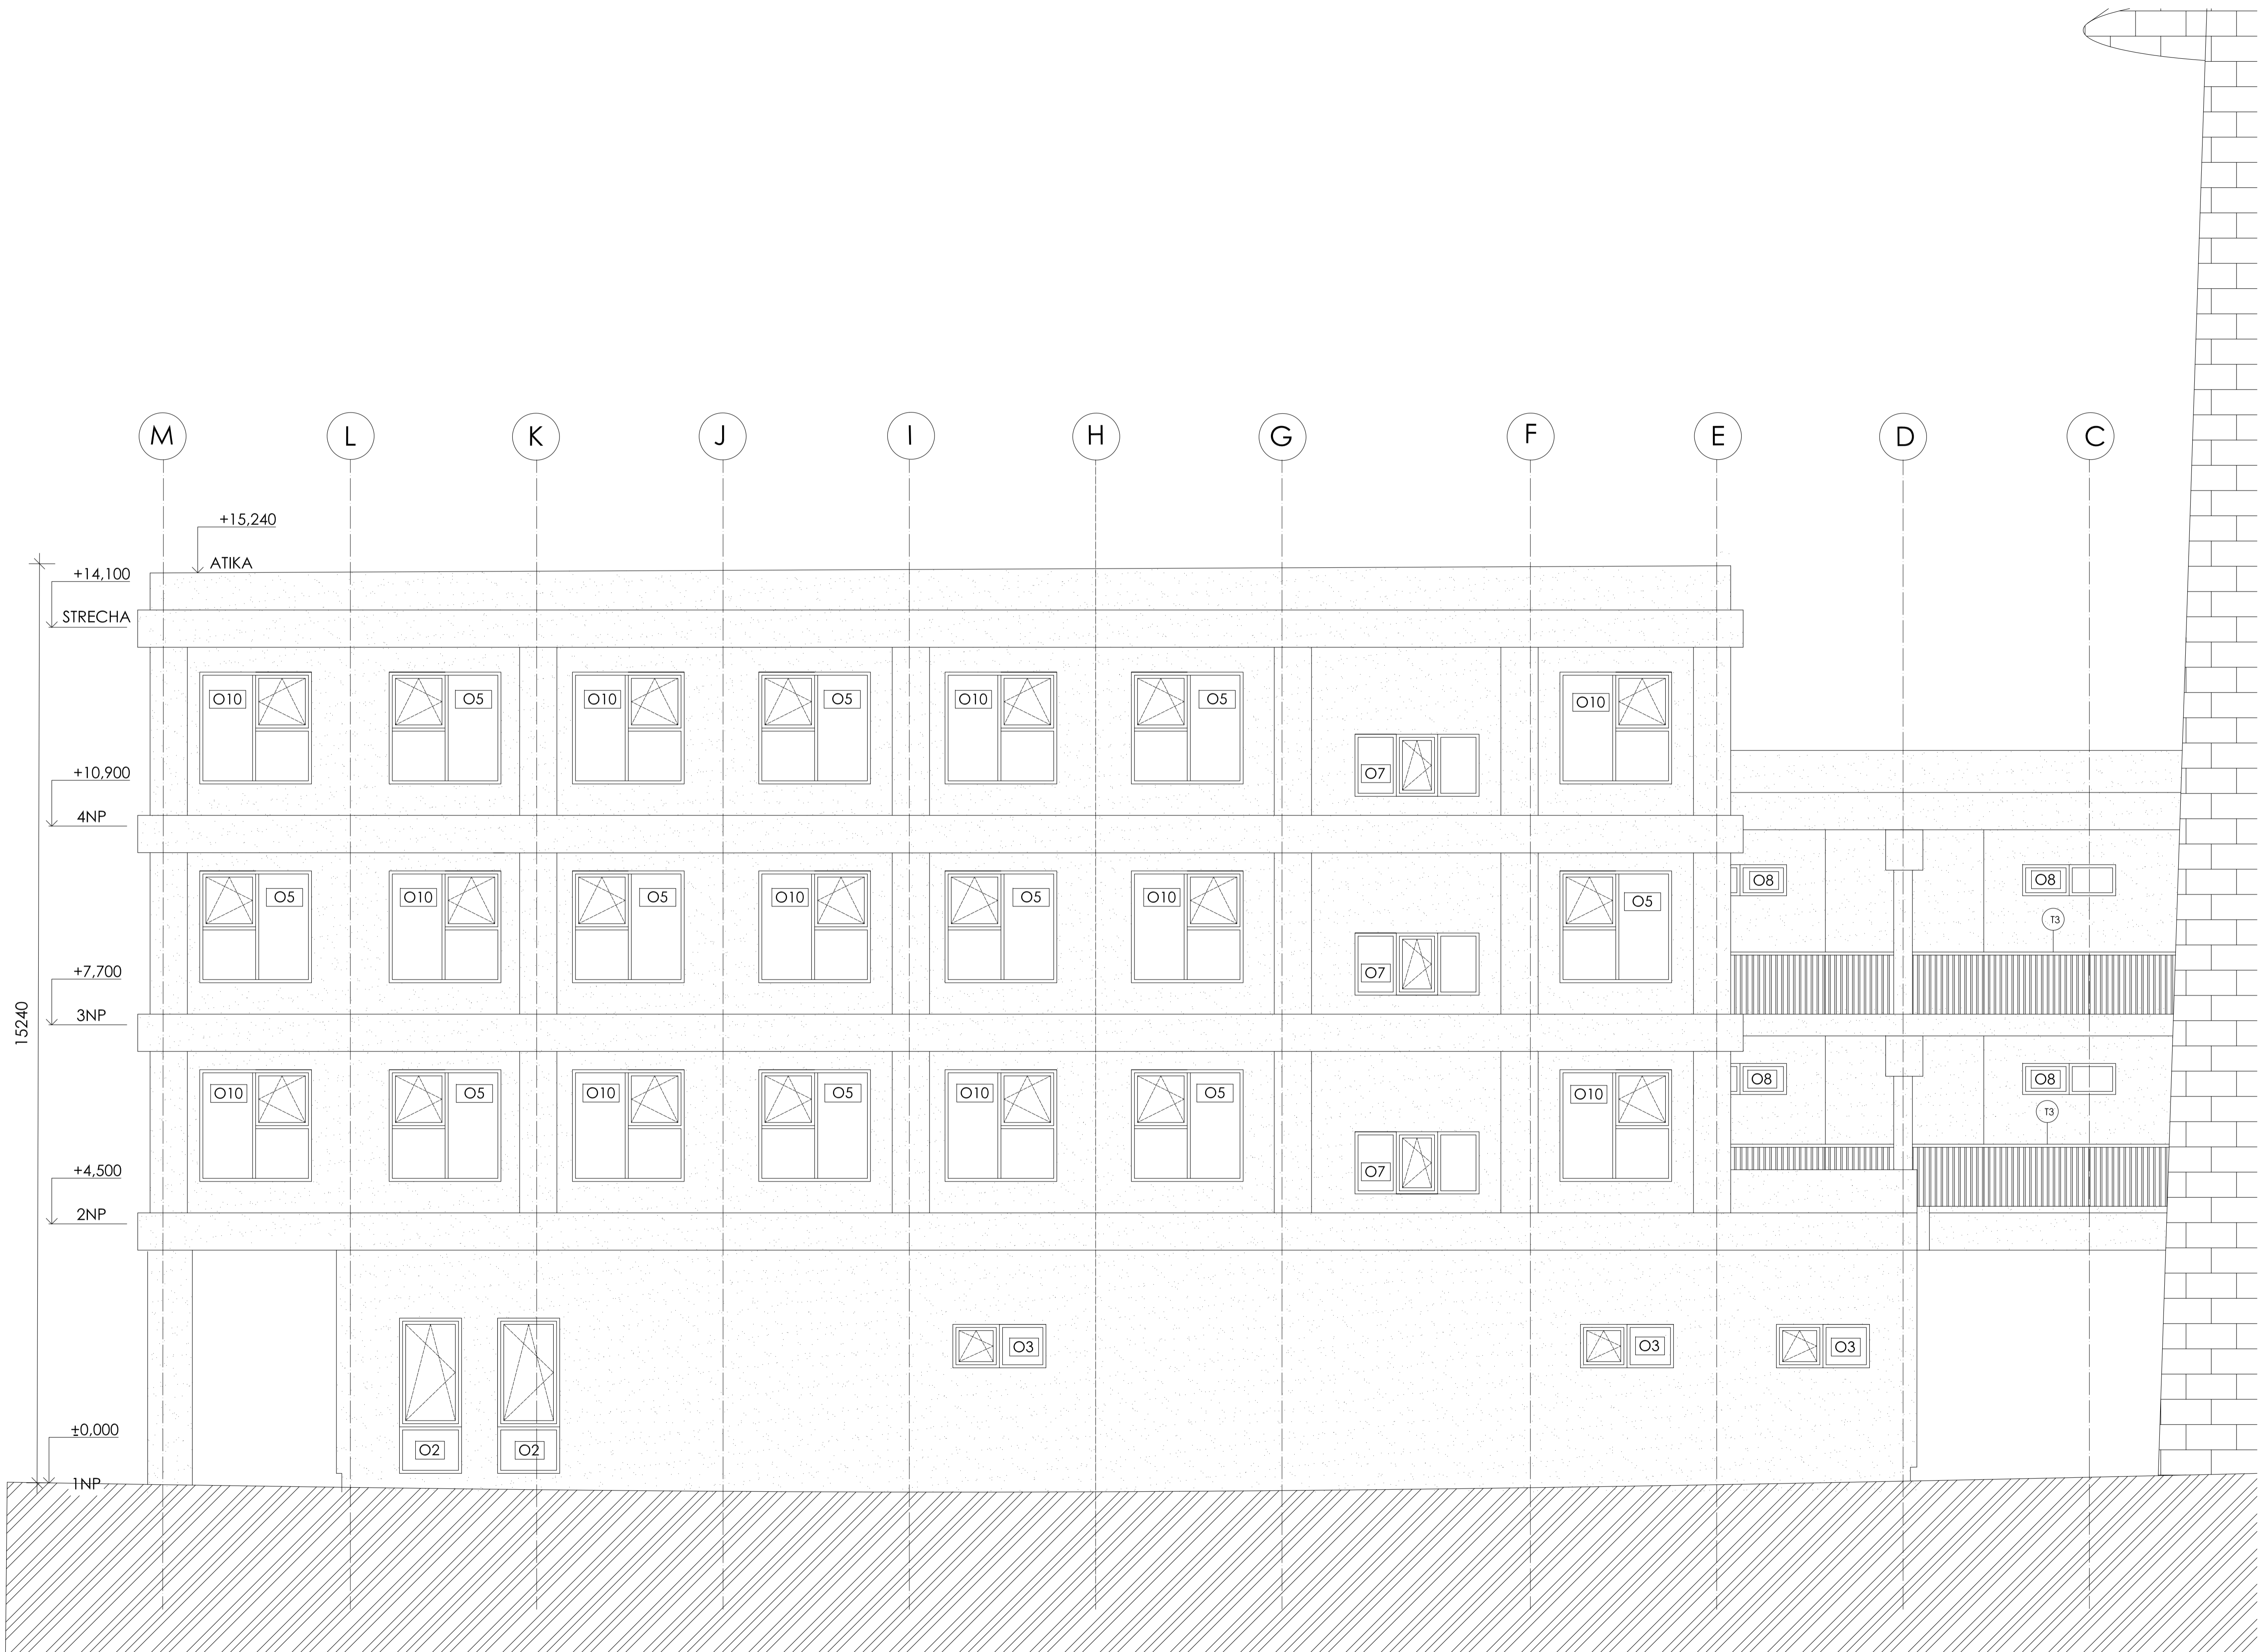 M L K J I H G F E D C
+15,240
ATIKA
+14,100
STRECHA
O10 O5 O10 O5 O10 O5 O10
O7
+10,900
4NP
O8 O8
O5 O10 O5 O10 O5 O10 O5
T3
O7
+7,700
3NP
15240
O8 O8
O10 O5 O10 O5 O10 O5 O10
T3
O7
+4,500
2NP
O3 O3 O3
±0,000
O2 O2
1NP